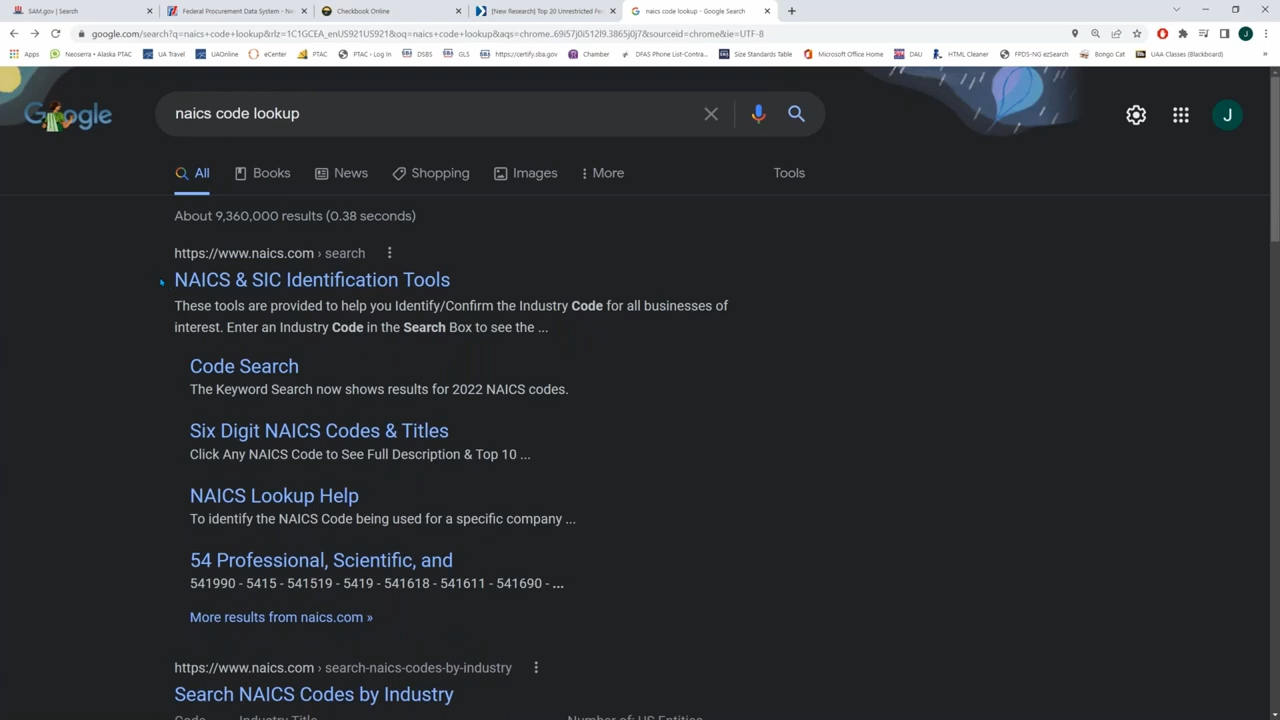 SAM.gov | Search
Federal Procurement Data System - Ne
Checkbook Online
[New Research] Top 20 Unrestricted Fe
naics code lookup - Google Search
google.com/search?q=naics+code+lookup&rlz=1C1GCEA_enUS921US921&oq=naics+code+lookup&aqs=chrome..69i57j0i512l9.3865j0j7&sourceid=chrome&ie=UTF-8
J
Apps
Neoserra • Alaska PTAC
UA Travel
UAOnline
eCenter
PTAC
PTAC › Log In
DSBS
GLS
https://certify.sba.gov
Chamber
DFAS Phone List-Contra...
Size Standards Table
Microsoft Office Home
DAU
HTML Cleaner
FPDS-NG ezSearch
Bongo Cat
UAA Classes (Blackboard)
Google
naics code lookup
J
All
Books
News
Shopping
Images
More
Tools
About 9,360,000 results (0.38 seconds)
https://www.naics.com › search
NAICS & SIC Identification Tools
These tools are provided to help you Identify/Confirm the Industry Code for all businesses of
interest. Enter an Industry Code in the Search Box to see the ...
Code Search
The Keyword Search now shows results for 2022 NAICS codes.
Six Digit NAICS Codes & Titles
Click Any NAICS Code to See Full Description & Top 10 ...
NAICS Lookup Help
To identify the NAICS Code being used for a specific company ...
54 Professional, Scientific, and
541990 - 5415 - 541519 - 5419 - 541618 - 541611 - 541690 - ...
More results from naics.com »
https://www.naics.com › search-naics-codes-by-industry
Search NAICS Codes by Industry
Code Industry Title Number of: US Entities